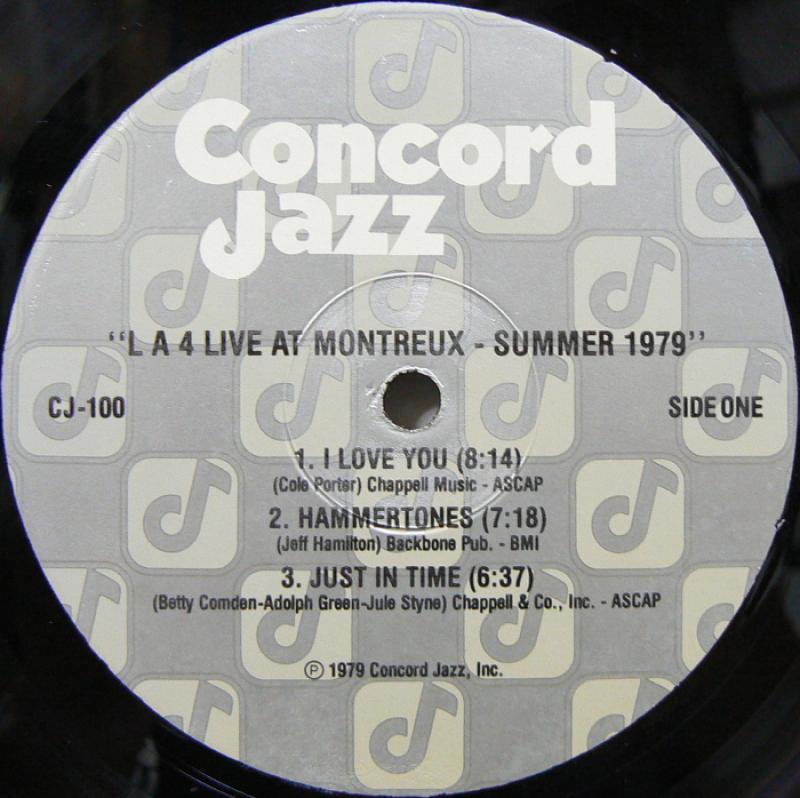 Concord
Jazz
"L A 4 LIVE AT MONTREUX - SUMMER 1979"
CJ-100
SIDE ONE
1. I LOVE YOU (8:14)
(Cole Porter) Chappell Music - ASCAP
2. HAMMERTONES (7:18)
(Jeff Hamilton) Backbone Pub. - BMI
3. JUST IN TIME (6:37)
(Betty Comden-Adolph Green-Jule Styne) Chappell & Co., Inc. - ASCAP
℗ 1979 Concord Jazz, Inc.